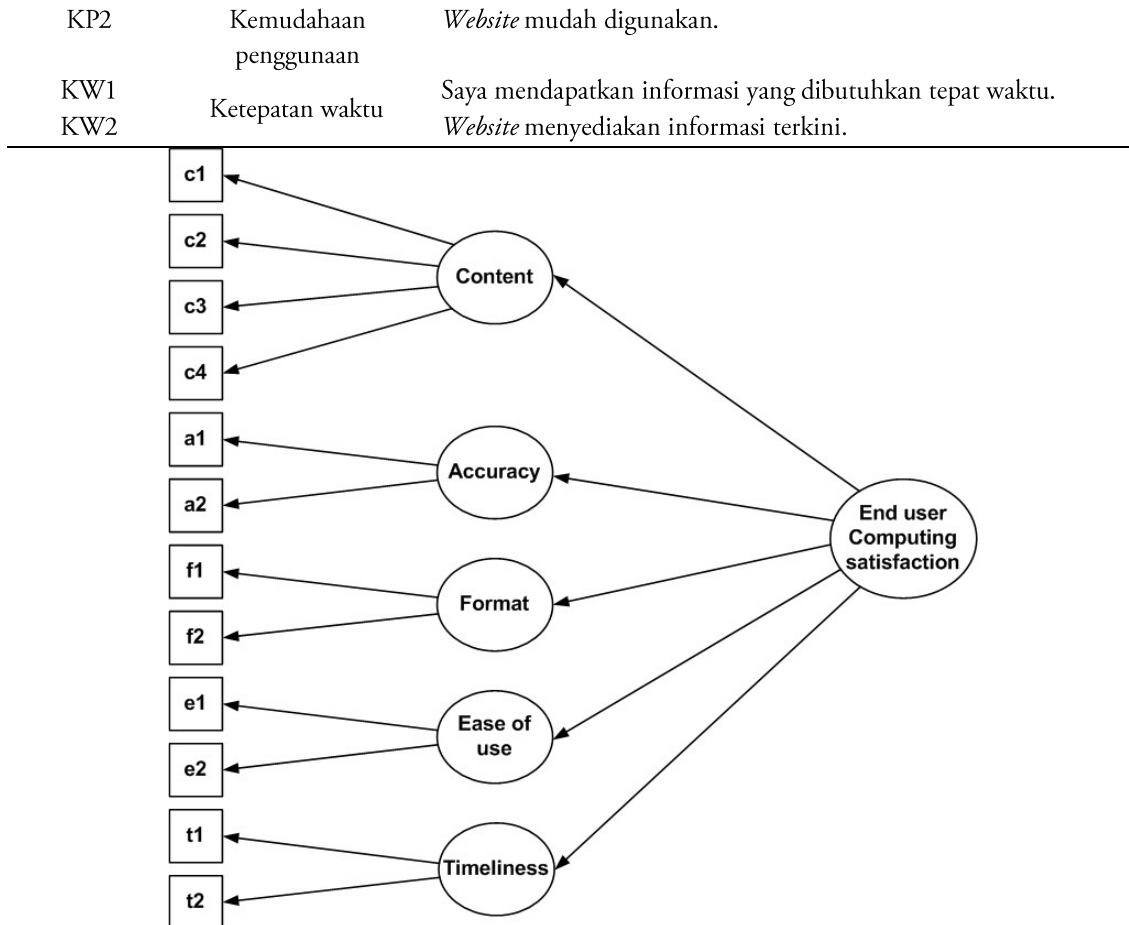 KP2 Kemudahaan Website mudah digunakan.
penggunaan
KW1 Saya mendapatkan informasi yang dibutuhkan tepat waktu.
Ketepatan waktu
KW2 Website menyediakan informasi terkini.
c1
c2
c3
c4
a1
a2
f1
f2
e1
e2
t1
t2
Content
Accuracy
Format
Ease of
use
Timeliness
End user
Computing
satisfaction